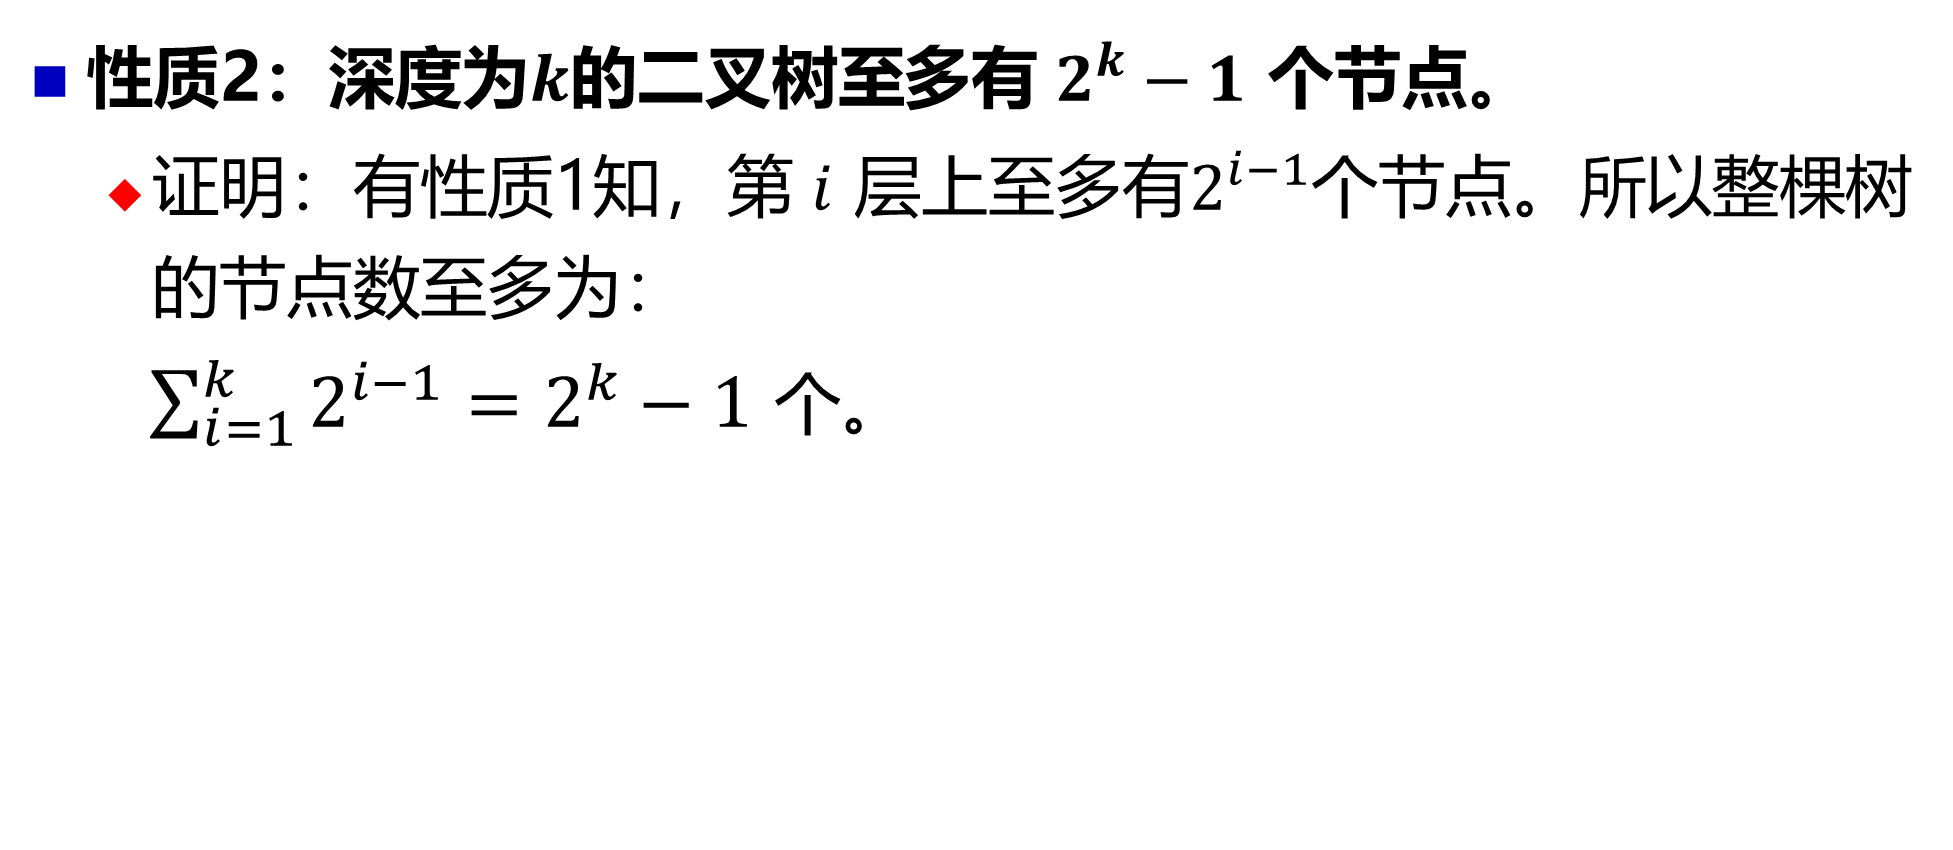 ■ 性质2：深度为k的二叉树至多有 2^k − 1 个节点。
◆ 证明：有性质1知，第 i 层上至多有2^{i−1}个节点。所以整棵树
的节点数至多为：
∑_{i=1}^{k} 2^{i−1} = 2^k − 1 个。